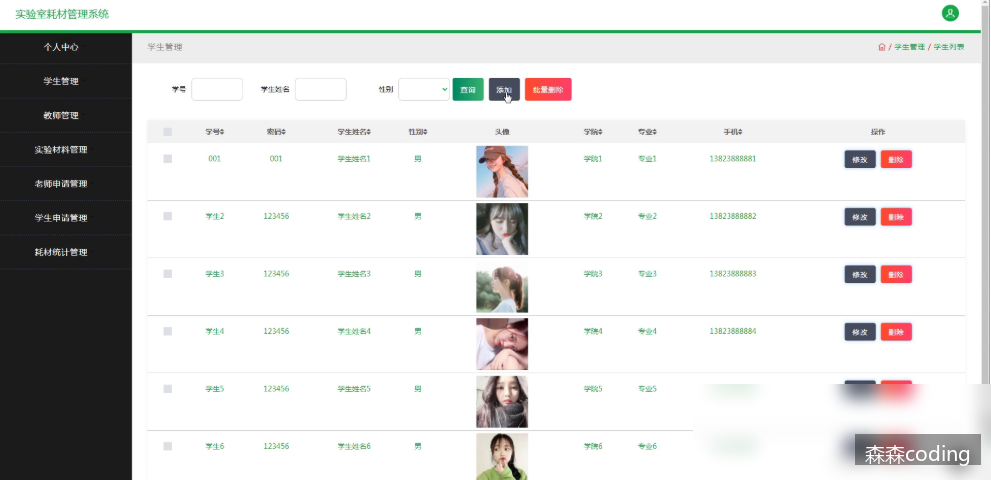 实验室耗材管理系统
个人中心
学生管理
教师管理
实验材料管理
老师申请管理
学生申请管理
耗材统计管理
学生管理
/ 学生管理 / 学生列表
学号 学生姓名 性别 查询 添加 批量删除
学号 密码 学生姓名 性别 头像 学院 专业 手机 操作
001 001 学生姓名1 男 学院1 专业1 13823888881 修改 删除
学生2 123456 学生姓名2 男 学院2 专业2 13823888882 修改 删除
学生3 123456 学生姓名3 男 学院3 专业3 13823888883 修改 删除
学生4 123456 学生姓名4 男 学院4 专业4 13823888884 修改 删除
学生5 123456 学生姓名5 男 学院5 专业5
学生6 123456 学生姓名6 男 学院6 专业6
森森coding